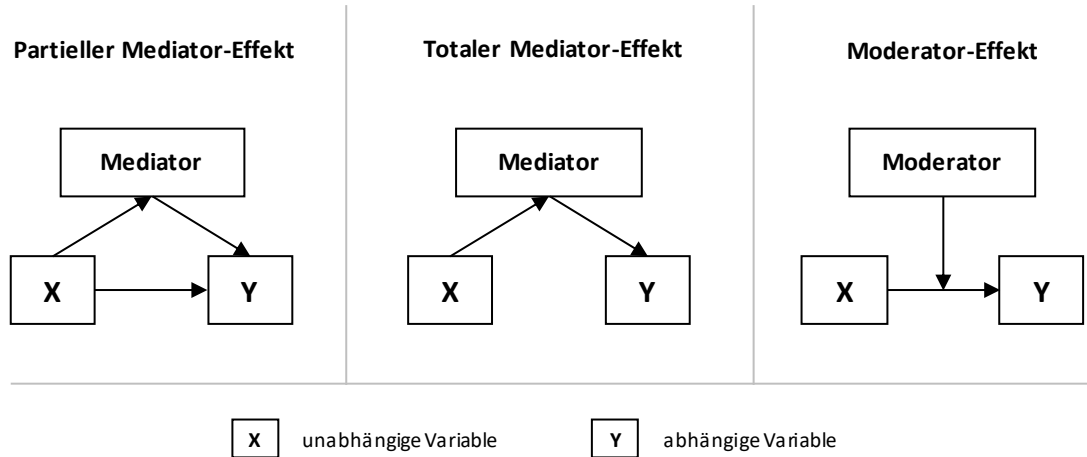 Partieller Mediator-Effekt
Totaler Mediator-Effekt
Moderator-Effekt
Mediator
Mediator
Moderator
X
Y
X
Y
X
Y
X unabhängige Variable
Y abhängige Variable